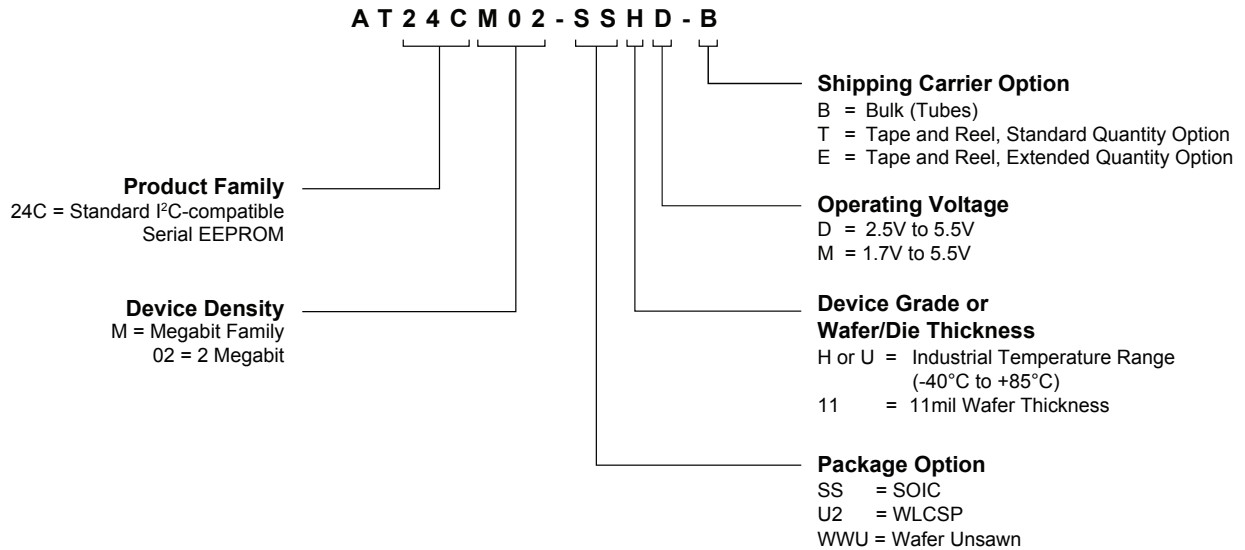 AT24CM02-SSHD-B
Shipping Carrier Option
B = Bulk (Tubes)
T = Tape and Reel, Standard Quantity Option
E = Tape and Reel, Extended Quantity Option
Product Family
24C = Standard I²C-compatible
Serial EEPROM
Operating Voltage
D = 2.5V to 5.5V
M = 1.7V to 5.5V
Device Density
M = Megabit Family
02 = 2 Megabit
Device Grade or
Wafer/Die Thickness
H or U = Industrial Temperature Range
(-40°C to +85°C)
11 = 11mil Wafer Thickness
Package Option
SS = SOIC
U2 = WLCSP
WWU = Wafer Unsawn